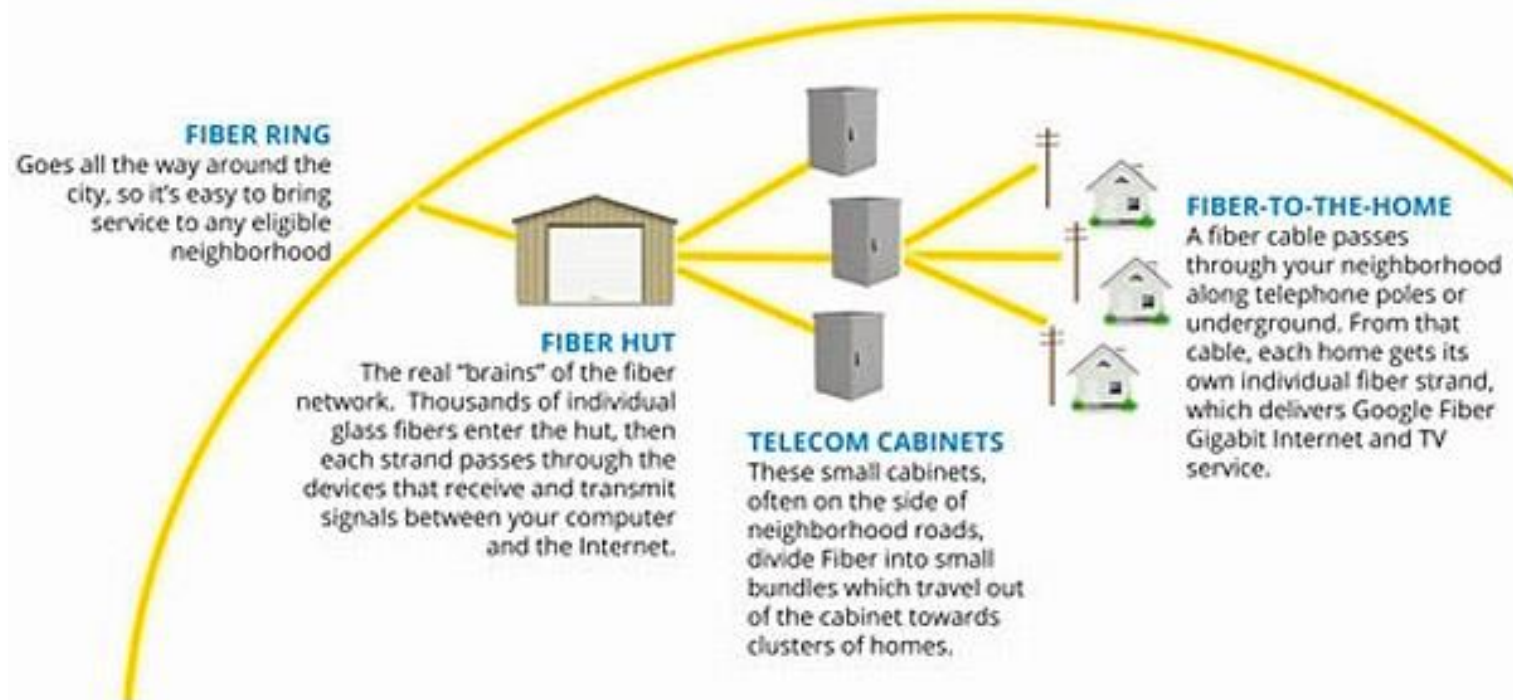 FIBER RING
Goes all the way around the
city, so it's easy to bring
service to any eligible
neighborhood
FIBER HUT
The real "brains" of the fiber
network. Thousands of individual
glass fibers enter the hut, then
each strand passes through the
devices that receive and transmit
signals between your computer
and the Internet.
TELECOM CABINETS
These small cabinets,
often on the side of
neighborhood roads,
divide Fiber into small
bundles which travel out
of the cabinet towards
clusters of homes.
FIBER-TO-THE-HOME
A fiber cable passes
through your neighborhood
along telephone poles or
underground. From that
cable, each home gets its
own individual fiber strand,
which delivers Google Fiber
Gigabit Internet and TV
service.